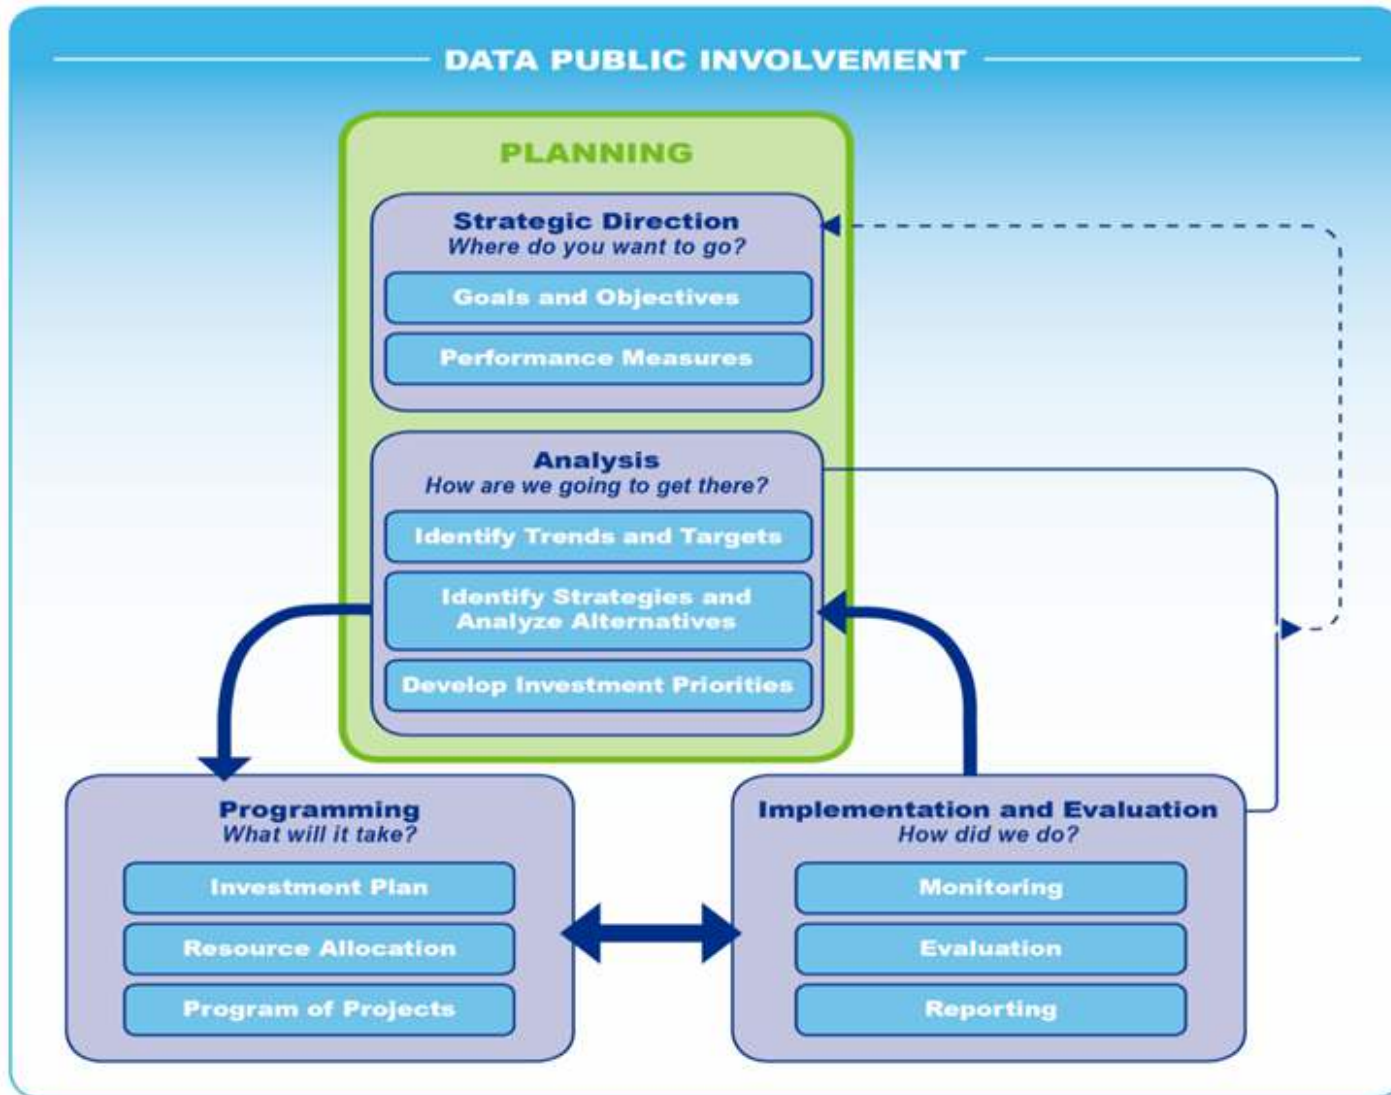 DATA PUBLIC INVOLVEMENT
PLANNING
Strategic Direction
Where do you want to go?
Goals and Objectives
Performance Measures
Analysis
How are we going to get there?
Identify Trends and Targets
Identify Strategies and
Analyze Alternatives
Develop Investment Priorities
Programming
What will it take?
Investment Plan
Resource Allocation
Program of Projects
Implementation and Evaluation
How did we do?
Monitoring
Evaluation
Reporting